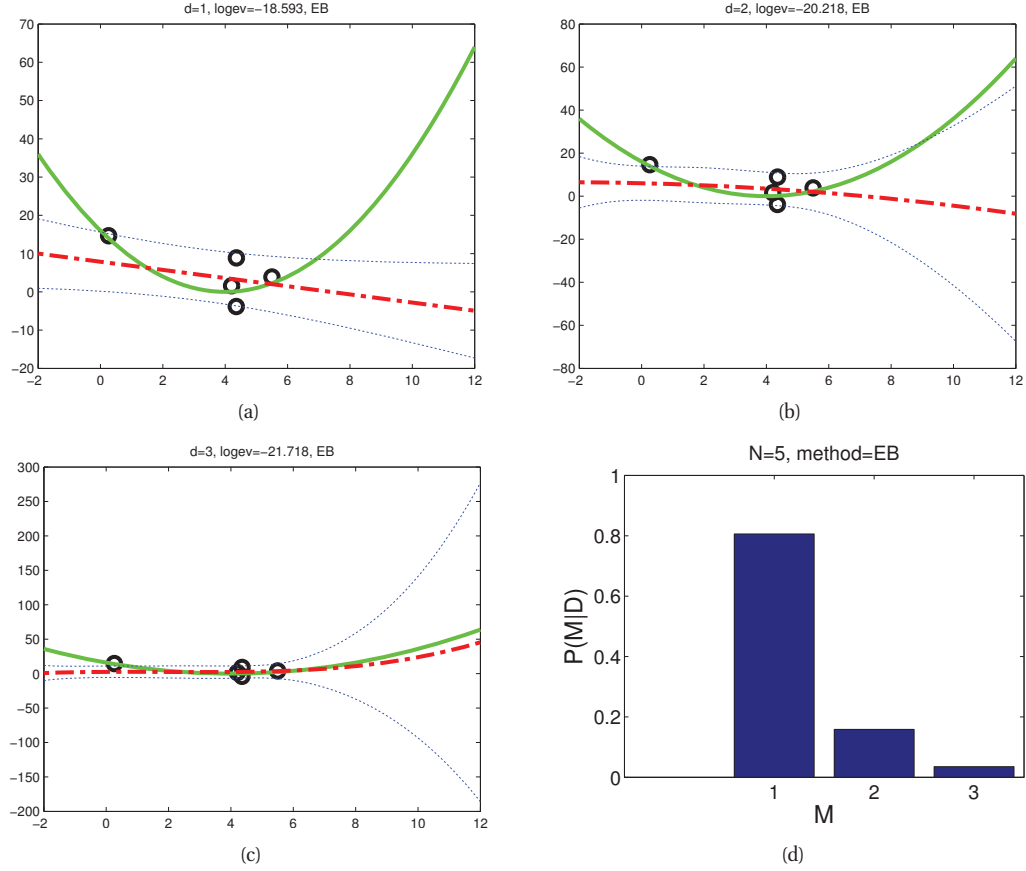 d=1, logev=−18.593, EB
70
60
50
40
30
20
10
0
−10
−20
−2 0 2 4 6 8 10 12
(a)
d=2, logev=−20.218, EB
80
60
40
20
0
−20
−40
−60
−80
−2 0 2 4 6 8 10 12
(b)
d=3, logev=−21.718, EB
300
250
200
150
100
50
0
−50
−100
−150
−200
−2 0 2 4 6 8 10 12
(c)
N=5, method=EB
1
0.8
0.6
0.4
0.2
0
P(M|D)
1 2 3
M
(d)